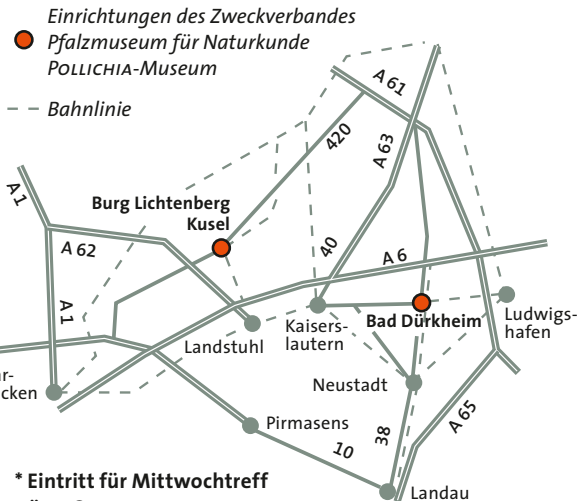 Einrichtungen des Zweckverbandes
Pfalzmuseum für Naturkunde
POLLICHIA-Museum
Bahnlinie
A 61
A 63
420
A 1
Burg Lichtenberg
Kusel
A 62
40
A 6
A 1
Kaisers-
lautern
Bad Dürkheim
Ludwigs-
hafen
Landstuhl
cken
Neustadt
Pirmasens
A 65
38
10
Landau
* Eintritt für Mittwochtreff